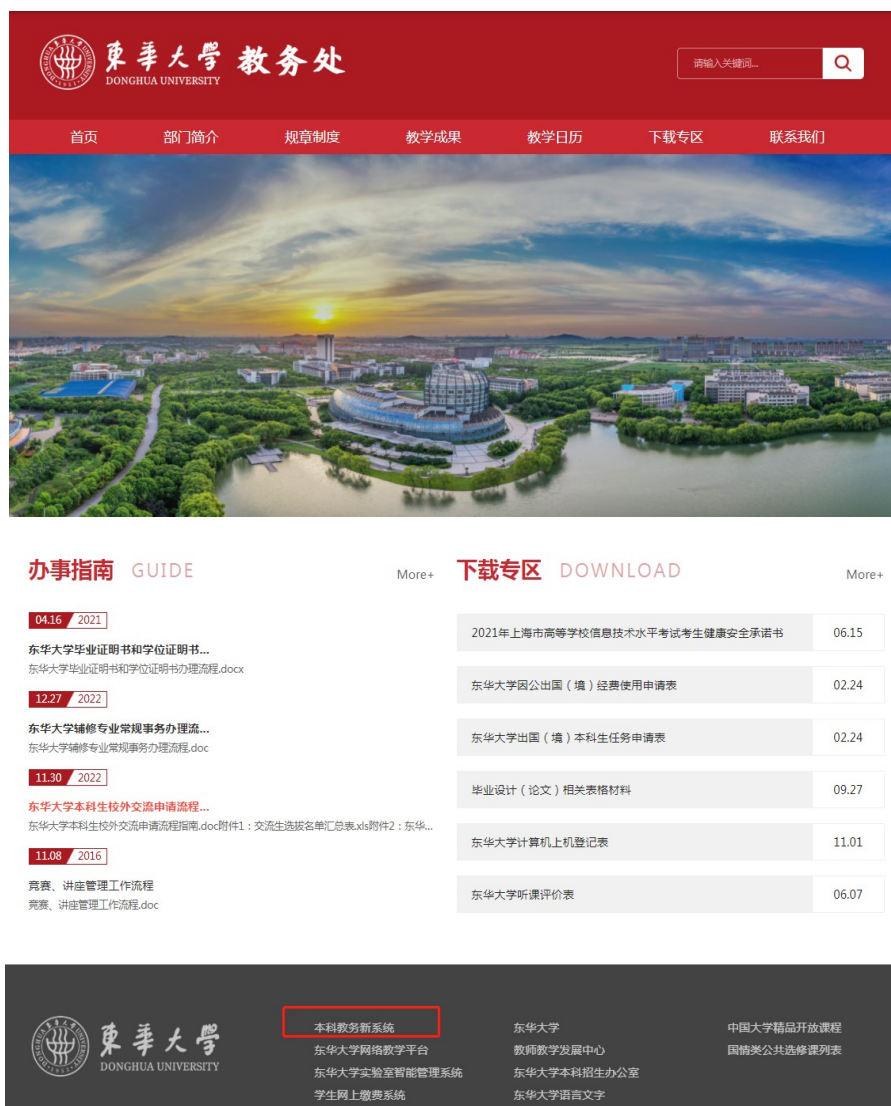 東華大學 教务处
DONGHUA UNIVERSITY
请输入关键词...
首页 部门简介 规章制度 教学成果 教学日历 下载专区 联系我们
办事指南 GUIDE More+
04.16 2021
东华大学毕业证明书和学位证明书...
东华大学毕业证明书和学位证明书办理流程.docx
12.27 2022
东华大学辅修专业常规事务办理流...
东华大学辅修专业常规事务办理流程.doc
11.30 2022
东华大学本科生校外交流申请流程...
东华大学本科生校外交流申请流程指南.doc附件1：交流生选拔名单汇总表.xls附件2：东华...
11.08 2016
竞赛、讲座管理工作流程
竞赛、讲座管理工作流程.doc
下载专区 DOWNLOAD More+
2021年上海市高等学校信息技术水平考试考生健康安全承诺书 06.15
东华大学因公出国（境）经费使用申请表 02.24
东华大学出国（境）本科生任务申请表 02.24
毕业设计（论文）相关表格材料 09.27
东华大学计算机上机登记表 11.01
东华大学听课评价表 06.07
東華大學
DONGHUA UNIVERSITY
本科教务新系统
东华大学网络教学平台
东华大学实验室智能管理系统
学生网上缴费系统
东华大学
教师教学发展中心
东华大学本科招生办公室
东华大学语言文字
中国大学精品开放课程
国情类公共选修课列表